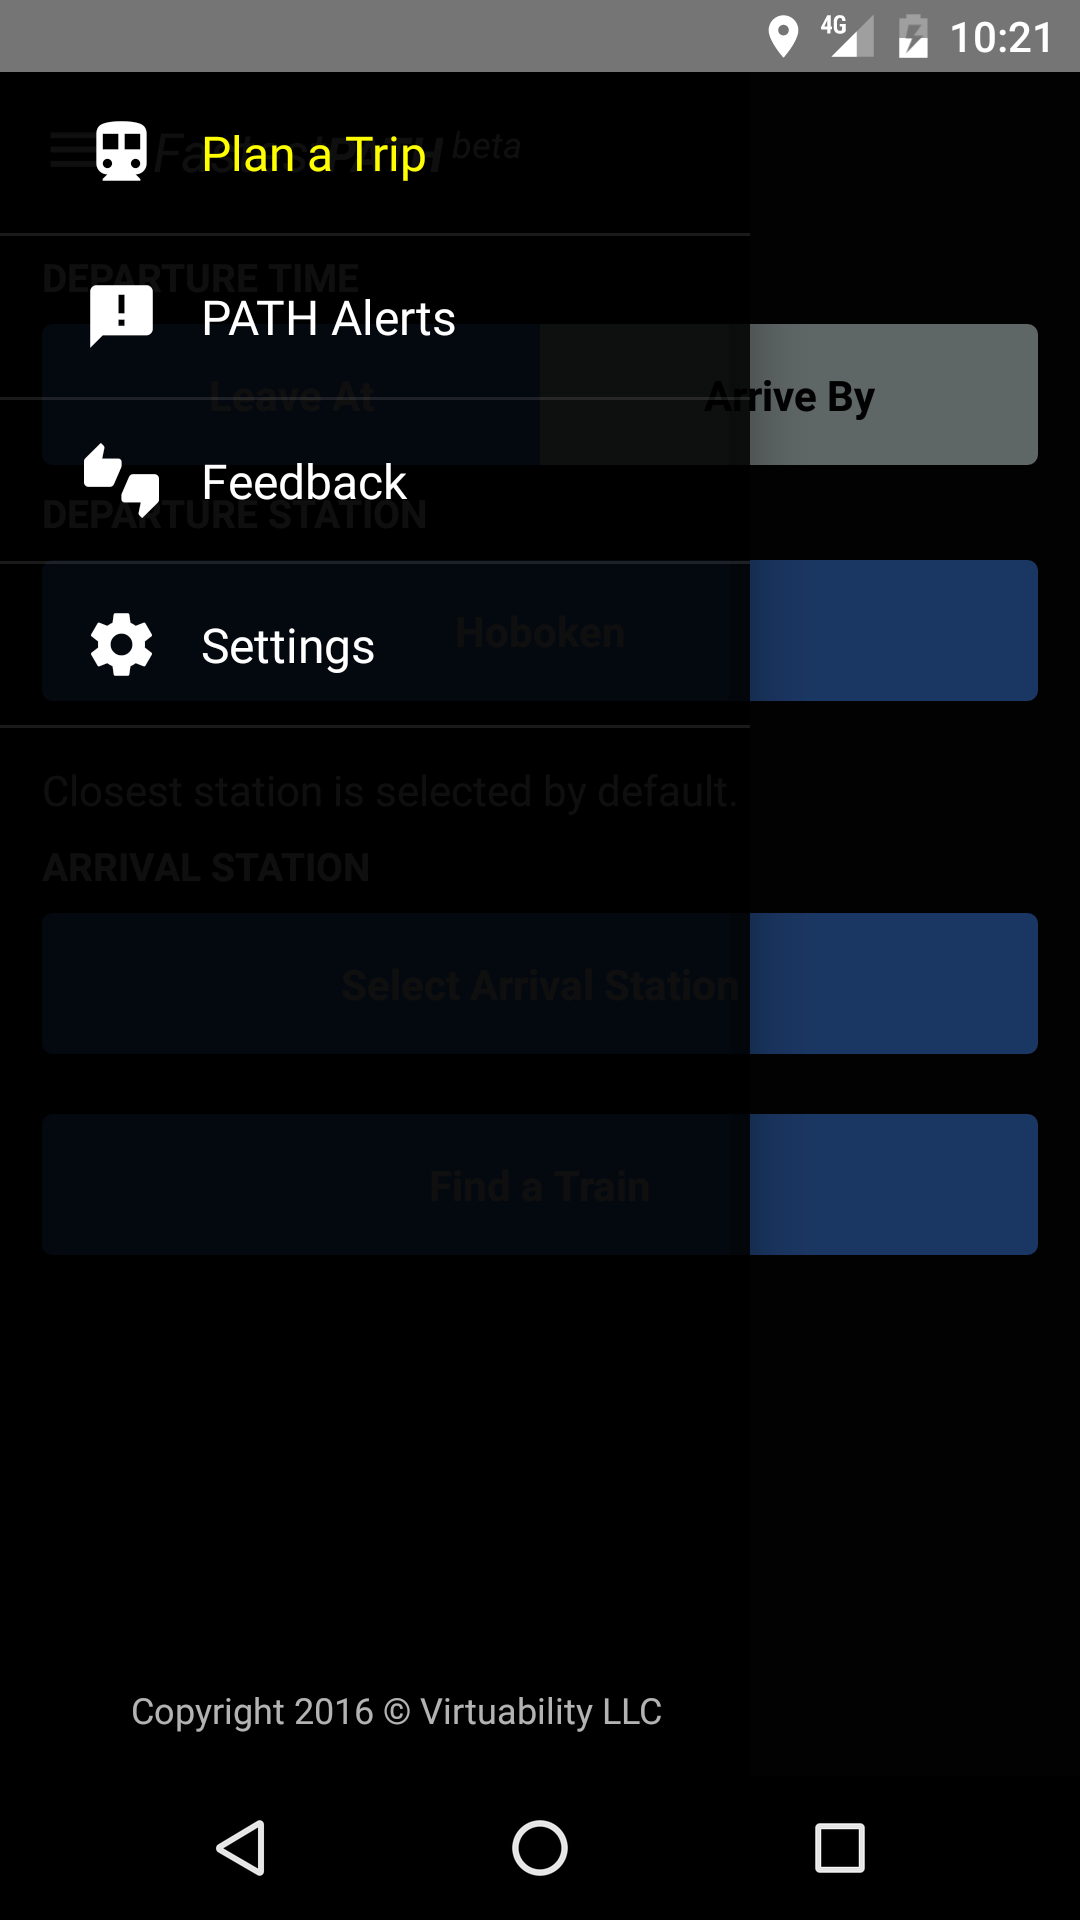 4G 10:21
Plan a Trip
beta
DEPARTURE TIME
PATH Alerts
Leave At Arrive By
Feedback
DEPARTURE STATION
Hoboken
Settings
Closest station is selected by default.
ARRIVAL STATION
Select Arrival Station
Find a Train
Copyright 2016 © Virtuability LLC